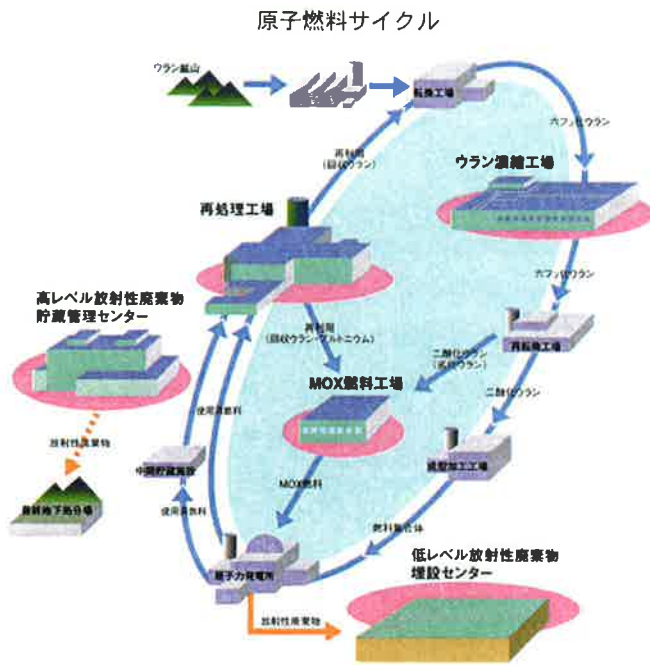 原子燃料サイクル
ウラン鉱山
転換工場
六フッ化ウラン
再利用
(回収ウラン)
ウラン濃縮工場
再処理工場
六フッ化ウラン
高レベル放射性廃棄物
貯蔵管理センター
再利用
(回収ウラン・プルトニウム)
二酸化ウラン
(劣化ウラン)
再転換工場
MOX燃料工場
二酸化ウラン
使用済燃料
放射性廃棄物
中間貯蔵施設
成型加工工場
MOX燃料
最終地下処分場
使用済燃料
燃料集合体
原子力発電所
低レベル放射性廃棄物
埋設センター
放射性廃棄物